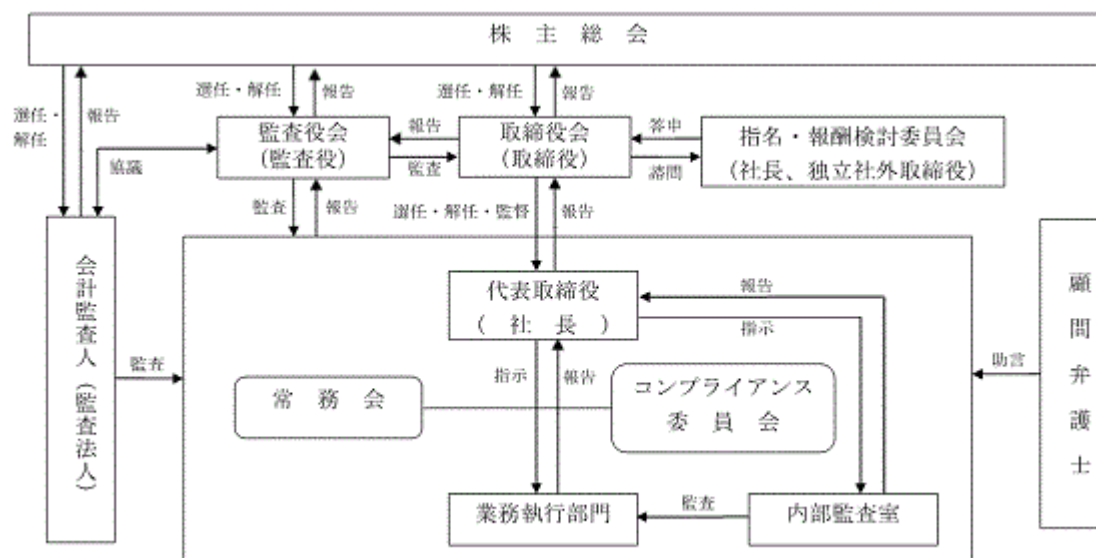 株 主 総 会
選任・解任
報告
選任・解任
報告
選任・
解任
報告
監査役会
(監査役)
報告
監査
取締役会
(取締役)
答申
諮問
指名・報酬検討委員会
(社長、独立社外取締役)
協議
監査
報告
選任・解任・監督
報告
会計監査人(監査法人)
監査
代表取締役
( 社 長 )
報告
指示
指示
報告
常 務 会
コンプライアンス
委 員 会
業務執行部門
監査
内部監査室
助言
顧問弁護士